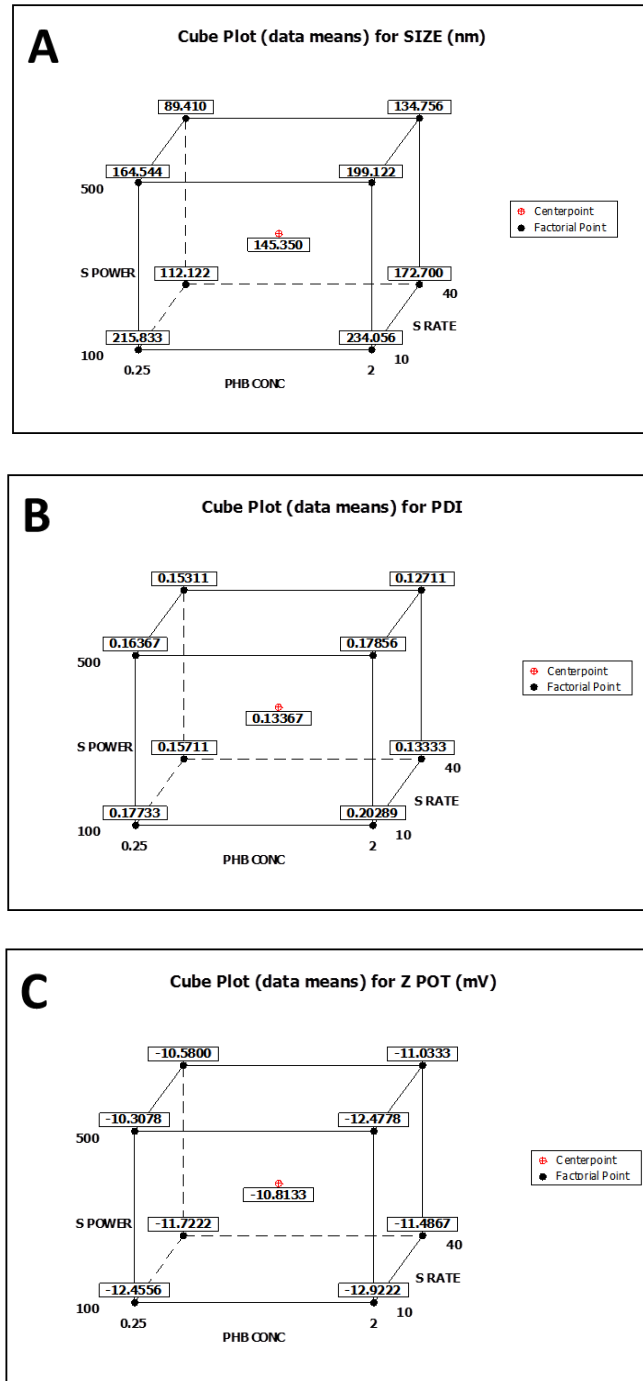 A
Cube Plot (data means) for SIZE (nm)
89.410
134.756
164.544
199.122
500
Centerpoint
Factorial Point
145.350
S POWER
112.122
172.700
40
S RATE
215.833
234.056
100
10
0.25
2
PHB CONC
B
Cube Plot (data means) for PDI
0.15311
0.12711
0.16367
0.17856
500
Centerpoint
Factorial Point
0.13367
S POWER
0.15711
0.13333
40
S RATE
0.17733
0.20289
100
10
0.25
2
PHB CONC
C
Cube Plot (data means) for Z POT (mV)
-10.5800
-11.0333
-10.3078
-12.4778
500
Centerpoint
Factorial Point
-10.8133
S POWER
-11.7222
-11.4867
40
S RATE
-12.4556
-12.9222
100
10
0.25
2
PHB CONC